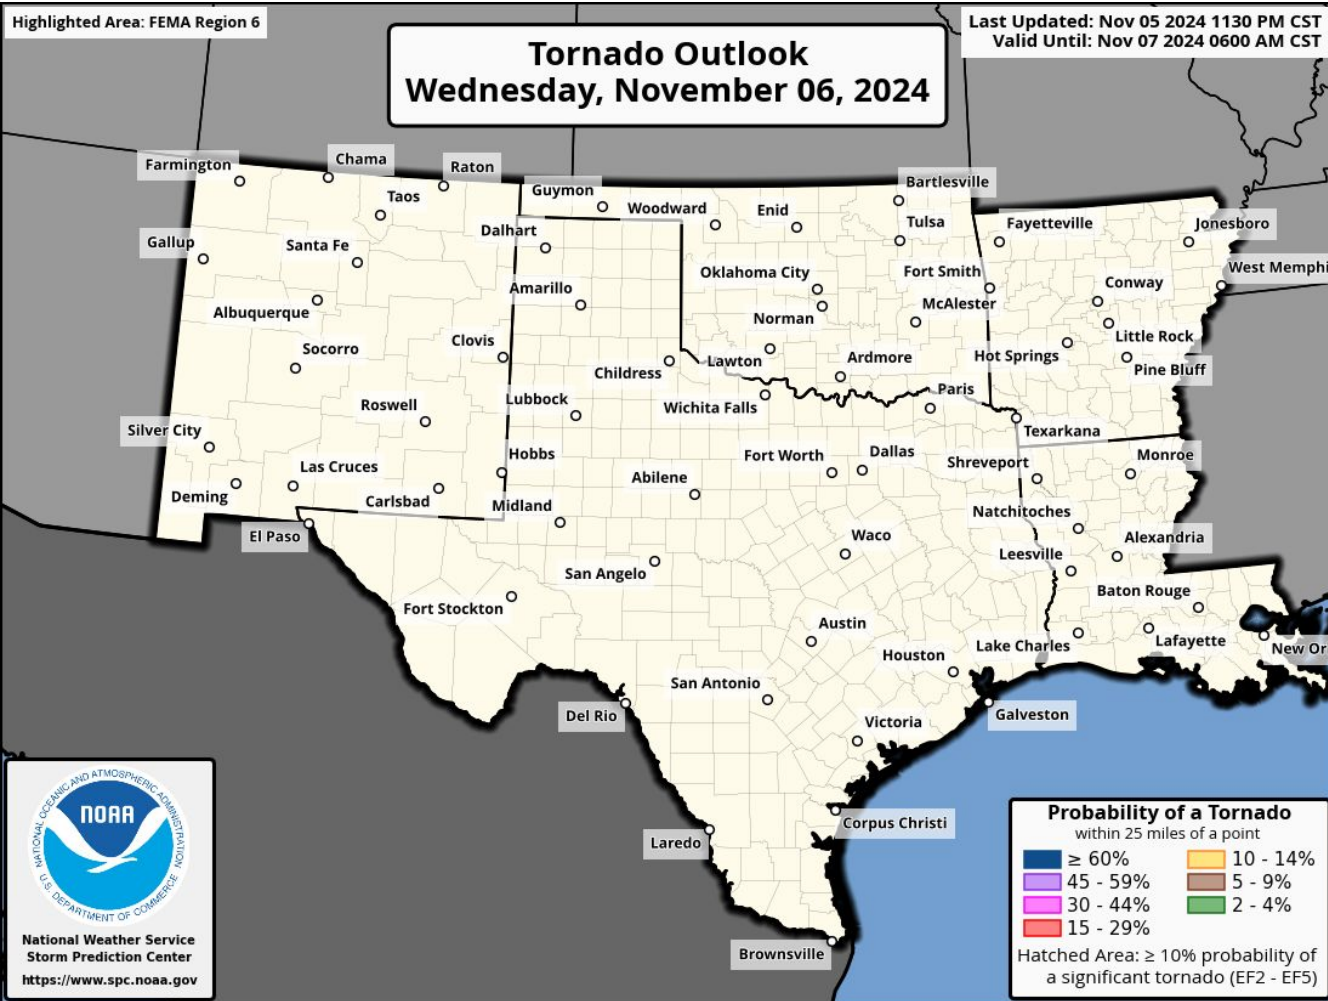 Highlighted Area: FEMA Region 6
Last Updated: Nov 05 2024 1130 PM CST
Valid Until: Nov 07 2024 0600 AM CST
Tornado Outlook
Wednesday, November 06, 2024
Farmington
Chama
Raton
Taos
Guymon
Woodward
Enid
Bartlesville
Tulsa
Fayetteville
Jonesboro
Gallup
Santa Fe
Dalhart
Oklahoma City
Fort Smith
West Memphi
Albuquerque
Amarillo
Norman
McAlester
Conway
Socorro
Clovis
Childress
Lawton
Ardmore
Hot Springs
Little Rock
Pine Bluff
Roswell
Lubbock
Wichita Falls
Paris
Texarkana
Silver City
Las Cruces
Hobbs
Abilene
Fort Worth
Dallas
Shreveport
Monroe
Deming
Carlsbad
Midland
Natchitoches
El Paso
San Angelo
Waco
Leesville
Alexandria
Fort Stockton
Baton Rouge
Austin
Houston
Lake Charles
Lafayette
New Or
San Antonio
Del Rio
Victoria
Galveston
Laredo
Corpus Christi
Brownsville
NATIONAL OCEANIC AND ATMOSPHERIC ADMINISTRATION
NOAA
U.S. DEPARTMENT OF COMMERCE
National Weather Service
Storm Prediction Center
https://www.spc.noaa.gov
Probability of a Tornado
within 25 miles of a point
≥ 60% 10 - 14%
45 - 59% 5 - 9%
30 - 44% 2 - 4%
15 - 29%
Hatched Area: ≥ 10% probability of
a significant tornado (EF2 - EF5)